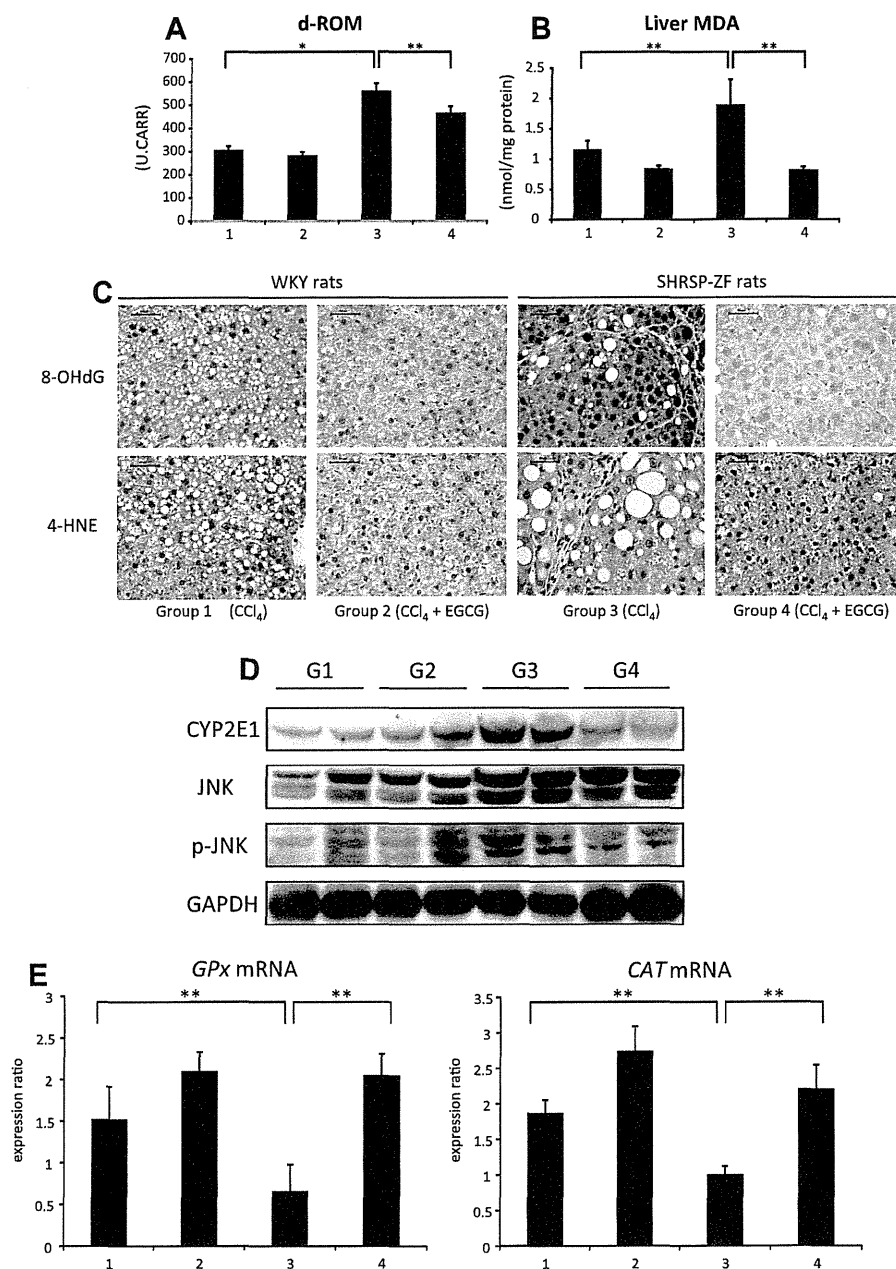 A
d-ROM
*
**
(U.CARR)
700
600
500
400
300
200
100
0
1 2 3 4
B
Liver MDA
**
**
(nmol/mg protein)
2.5
2
1.5
1
0.5
0
1 2 3 4
C
WKY rats
SHRSP-ZF rats
8-OHdG
4-HNE
Group 1 (CCl₄)
Group 2 (CCl₄ + EGCG)
Group 3 (CCl₄)
Group 4 (CCl₄ + EGCG)
D
G1 G2 G3 G4
CYP2E1
JNK
p-JNK
GAPDH
E
GPx mRNA
**
**
expression ratio
3
2.5
2
1.5
1
0.5
0
1 2 3 4
CAT mRNA
**
**
expression ratio
3.5
3
2.5
2
1.5
1
0.5
0
1 2 3 4